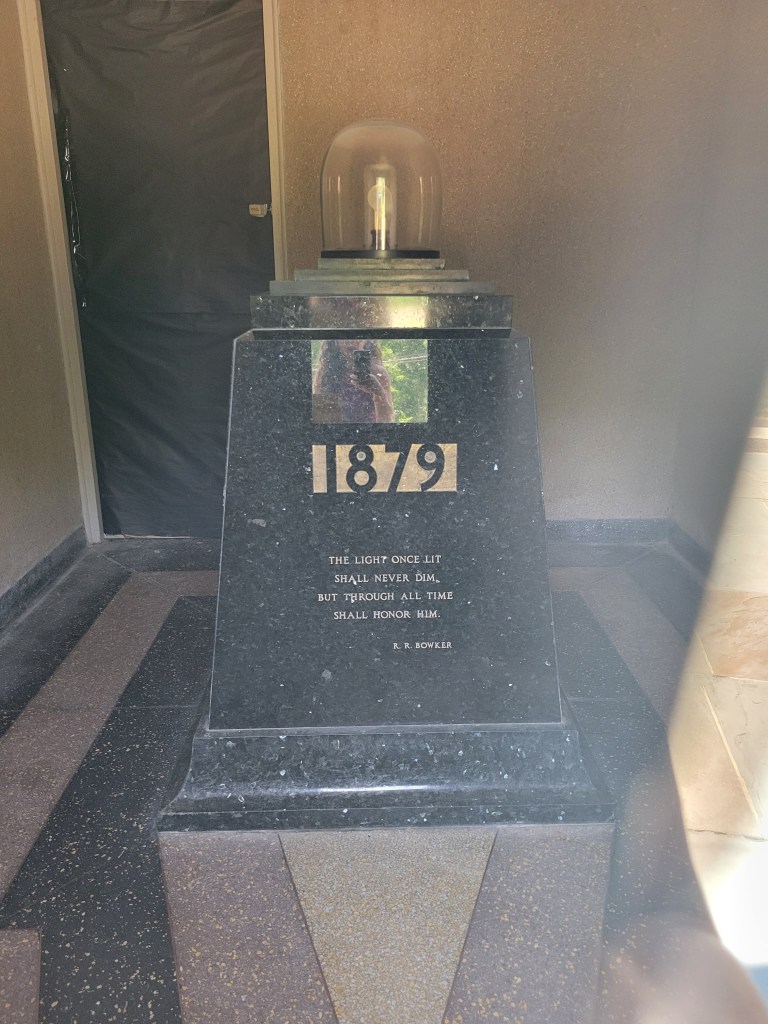 1879
THE LIGHT ONCE LIT
SHALL NEVER DIM,
BUT THROUGH ALL TIME
SHALL HONOR HIM.
R. R. BOWKER